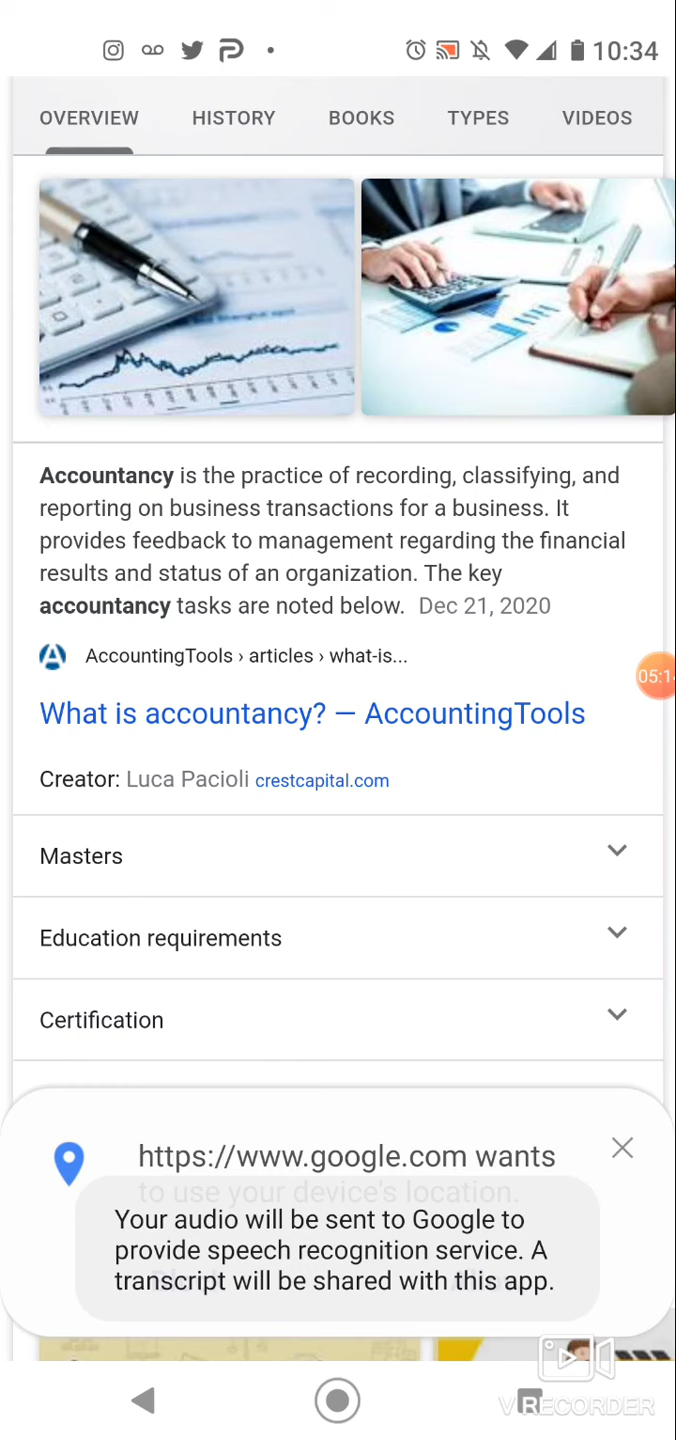 10:34
OVERVIEW HISTORY BOOKS TYPES VIDEOS
Accountancy is the practice of recording, classifying, and
reporting on business transactions for a business. It
provides feedback to management regarding the financial
results and status of an organization. The key
accountancy tasks are noted below. Dec 21, 2020
AccountingTools › articles › what-is...
05:14
What is accountancy? — AccountingTools
Creator: Luca Pacioli crestcapital.com
Masters
Education requirements
Certification
https://www.google.com wants
to use your device's location.
Your audio will be sent to Google to
provide speech recognition service. A
transcript will be shared with this app.
VRECORDER